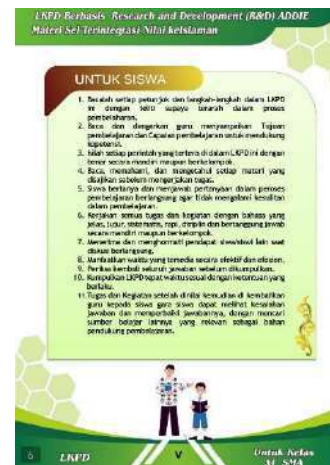 LKPD Berbasis Research and Development (R&D) ADDIE
Materi Sel Terintegtasi Nilai keislaman
UNTUK SISWA
1. Bacalah setiap petunjuk dan langkah-langkah dalam LKPD
ini dengan teliti supaya terarah dalam proses
pembelajaran.
2. Baca dan dengarkan guru menyampaikan Tujuan
pembelajaran dan Capaian pembelajaran untuk mendukung
kopetensi.
3. Isilah setiap perintah yang tertera di dalam LKPD ini dengan
benar secara mandiri maupun berkelompok.
4. Baca, memahami, dan mengetahui setiap materi yang
disajikan sebelum mengerjakan tugas.
5. Siswa bertanya dan menjawab pertanyaan dalam peroses
pembelajaran berlangsung agar tidak mengalami kesulitan
dalam pembelajaran.
6. Kerjakan semua tugas dan kegiatan dengan bahasa yang
jelas, jujur, sistematis, rapi, disiplin dan bertanggung jawab
secara mandiri maupun berkelompok.
7. Menerima dan menghormati pendapat siswa/siswi lain saat
diskusi berlangsung.
8. Manfaatkan waktu yang tersedia secara efektif dan efesien.
9. Periksa kembali seluruh jawaban sebelum dikumpulkan.
10. Kumpulkan LKPD tepat waktu sesuai dengan ketentuan yang
berlaku.
11. Tugas dan Kegiatan setelah dinilai kemudian di kembalikan
guru kepada siswa gara siswa dapat melihat kesalahan
jawaban dan memperbaiki jawabannya, dengan mencari
sumber belajar lainnya yang relevan sebagai bahan
pendukung pembelajaran.
6
LKPD
V
Untuk Kelas
XI SMA